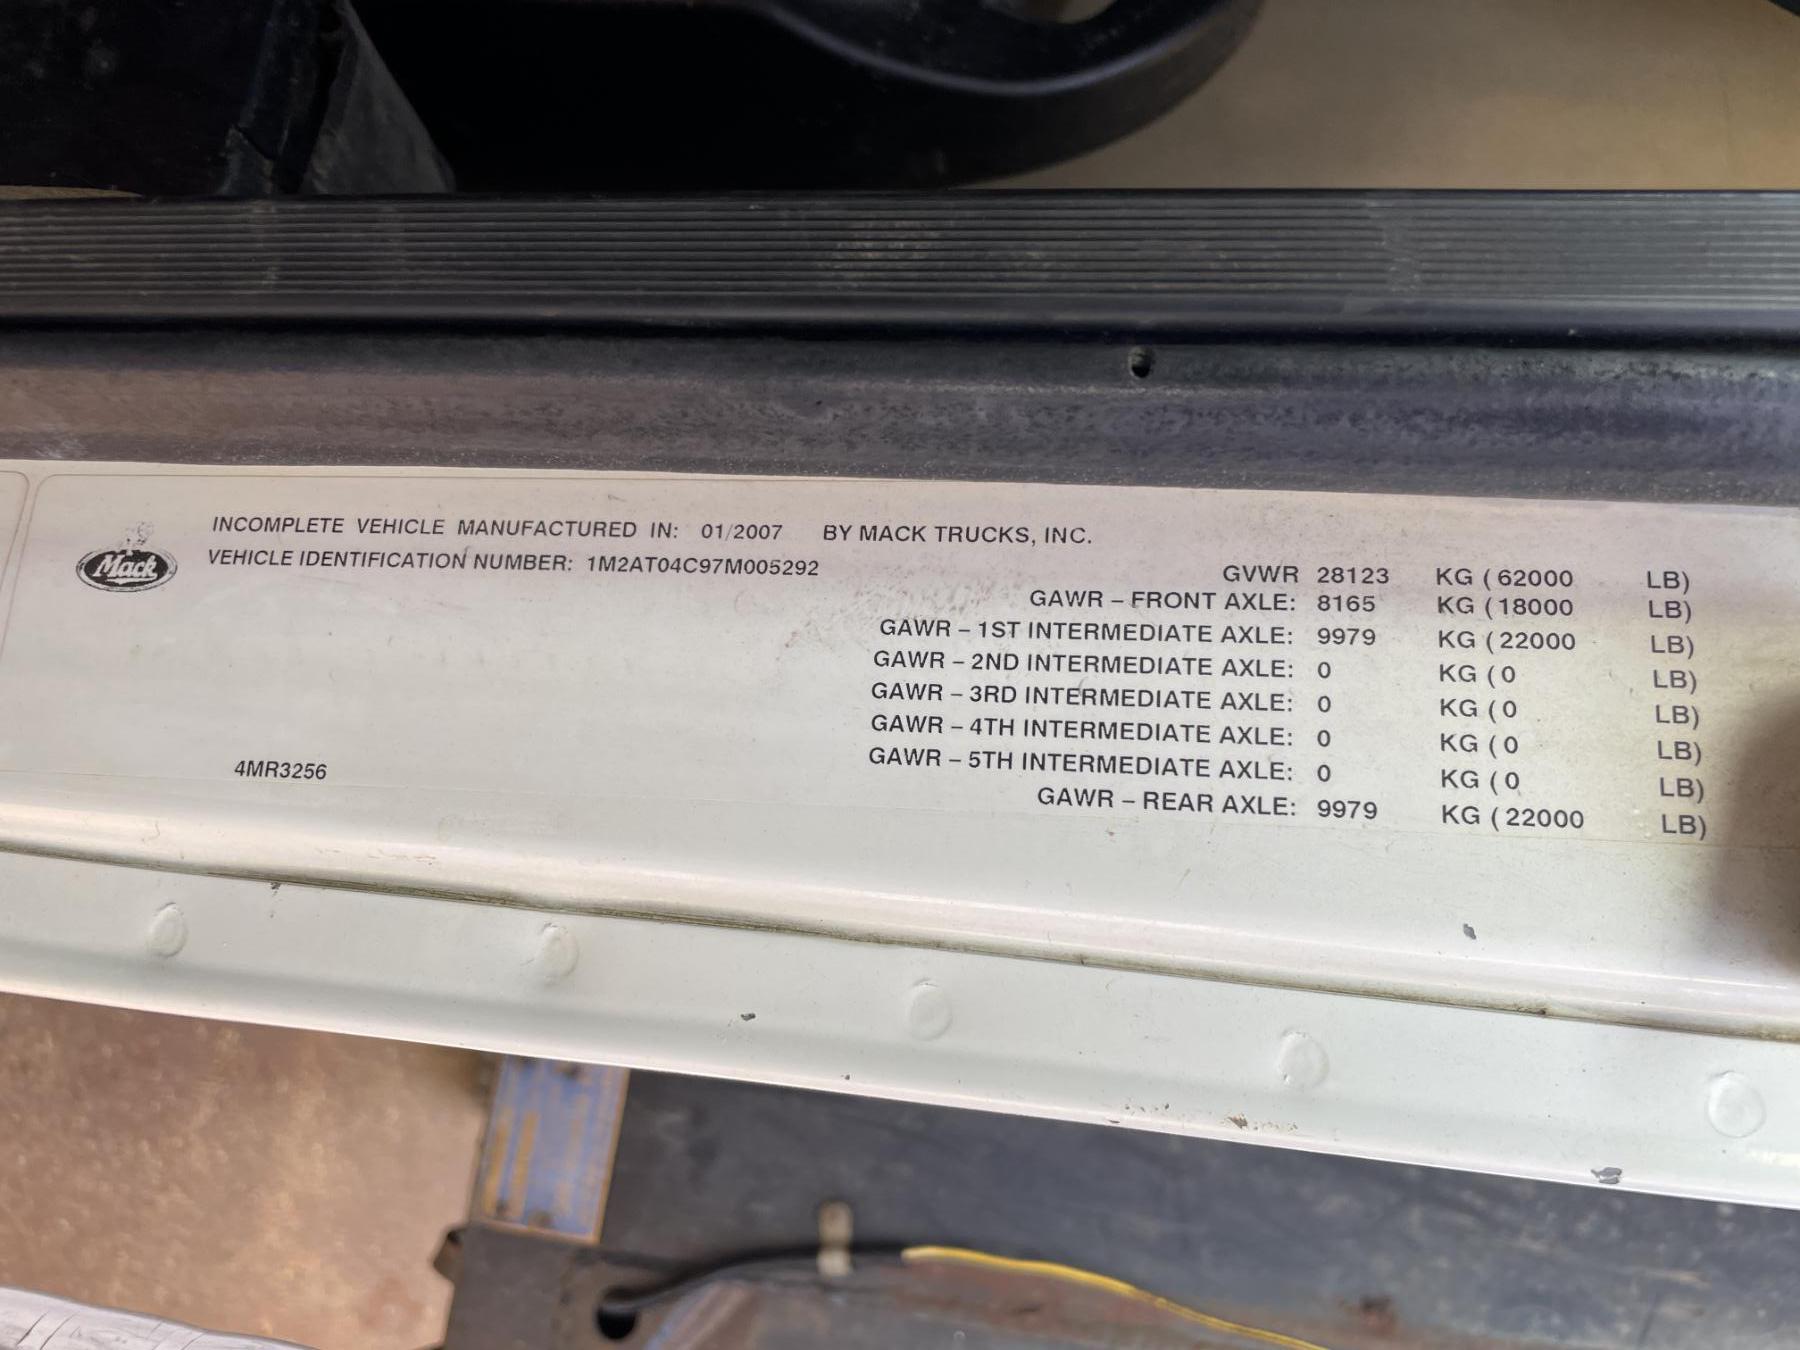 Mack
INCOMPLETE VEHICLE MANUFACTURED IN: 01/2007 BY MACK TRUCKS, INC.
VEHICLE IDENTIFICATION NUMBER: 1M2AT04C97M005292
GVWR 28123 KG ( 62000 LB)
GAWR – FRONT AXLE: 8165 KG ( 18000 LB)
GAWR – 1ST INTERMEDIATE AXLE: 9979 KG ( 22000 LB)
GAWR – 2ND INTERMEDIATE AXLE: 0 KG ( 0 LB)
GAWR – 3RD INTERMEDIATE AXLE: 0 KG ( 0 LB)
GAWR – 4TH INTERMEDIATE AXLE: 0 KG ( 0 LB)
GAWR – 5TH INTERMEDIATE AXLE: 0 KG ( 0 LB)
GAWR – REAR AXLE: 9979 KG ( 22000 LB)
4MR3256